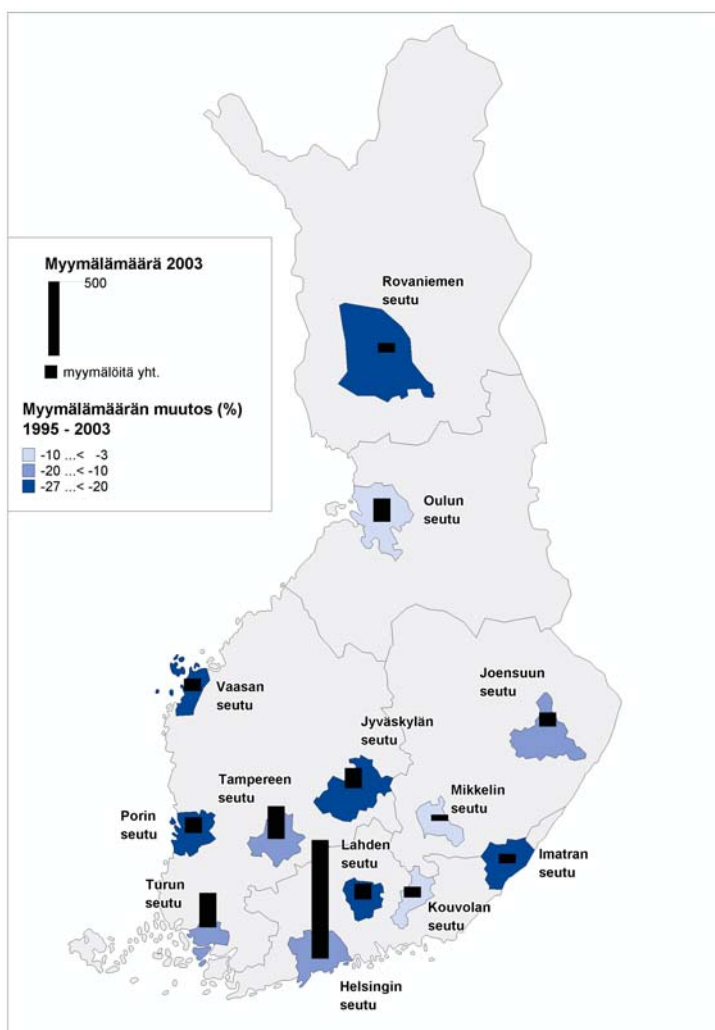 Myymälämäärä 2003
500
myymälöitä yht.
Myymälämäärän muutos (%)
1995 - 2003
-10 ...< -3
-20 ...< -10
-27 ...< -20
Rovaniemen
seutu
Oulun
seutu
Vaasan
seutu
Joensuun
seutu
Jyväskylän
seutu
Tampereen
seutu
Mikkelin
seutu
Porin
seutu
Lahden
seutu
Imatran
seutu
Turun
seutu
Kouvolan
seutu
Helsingin
seutu